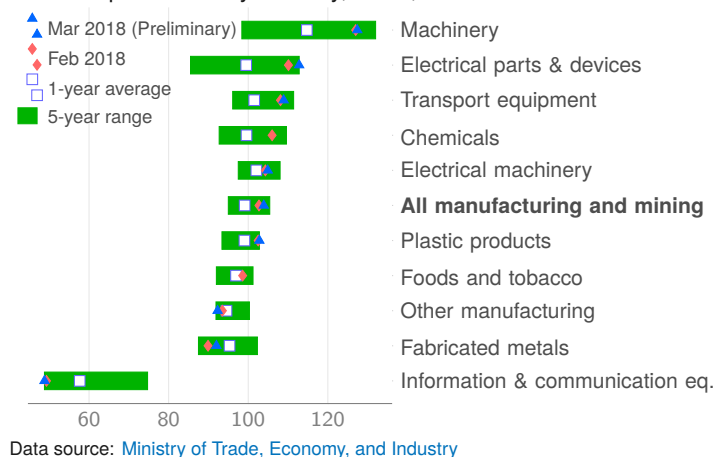 Mar 2018 (Preliminary)
Feb 2018
1-year average
5-year range
Machinery
Electrical parts & devices
Transport equipment
Chemicals
Electrical machinery
All manufacturing and mining
Plastic products
Foods and tobacco
Other manufacturing
Fabricated metals
Information & communication eq.
60 80 100 120
Data source: Ministry of Trade, Economy, and Industry